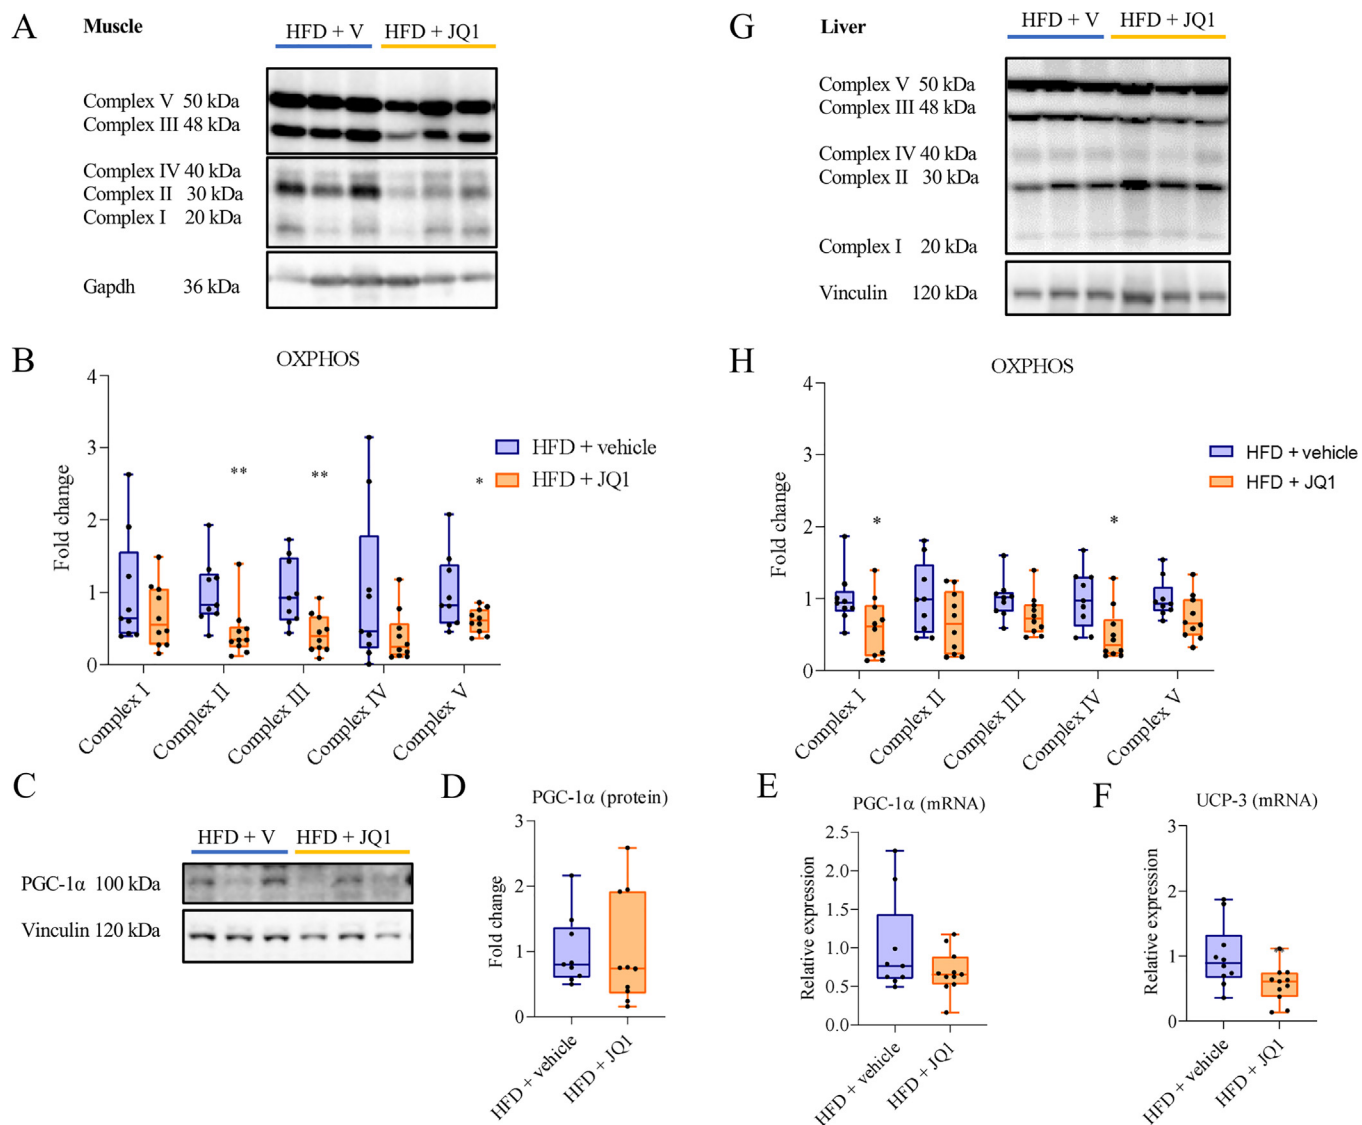 A
Muscle
HFD + V
HFD + JQ1
Complex V 50 kDa
Complex III 48 kDa
Complex IV 40 kDa
Complex II 30 kDa
Complex I 20 kDa
Gapdh 36 kDa
G
Liver
HFD + V
HFD + JQ1
Complex V 50 kDa
Complex III 48 kDa
Complex IV 40 kDa
Complex II 30 kDa
Complex I 20 kDa
Vinculin 120 kDa
B
OXPHOS
Fold change
4
3
2
1
0
**
**
*
HFD + vehicle
HFD + JQ1
Complex I
Complex II
Complex III
Complex IV
Complex V
H
OXPHOS
Fold change
4
3
2
1
0
*
*
HFD + vehicle
HFD + JQ1
Complex I
Complex II
Complex III
Complex IV
Complex V
C
HFD + V
HFD + JQ1
PGC-1α 100 kDa
Vinculin 120 kDa
D
PGC-1α (protein)
Fold change
3
2
1
0
HFD + vehicle
HFD + JQ1
E
PGC-1α (mRNA)
Relative expression
2.5
2.0
1.5
1.0
0.5
0.0
HFD + vehicle
HFD + JQ1
F
UCP-3 (mRNA)
Relative expression
3
2
1
0
HFD + vehicle
HFD + JQ1